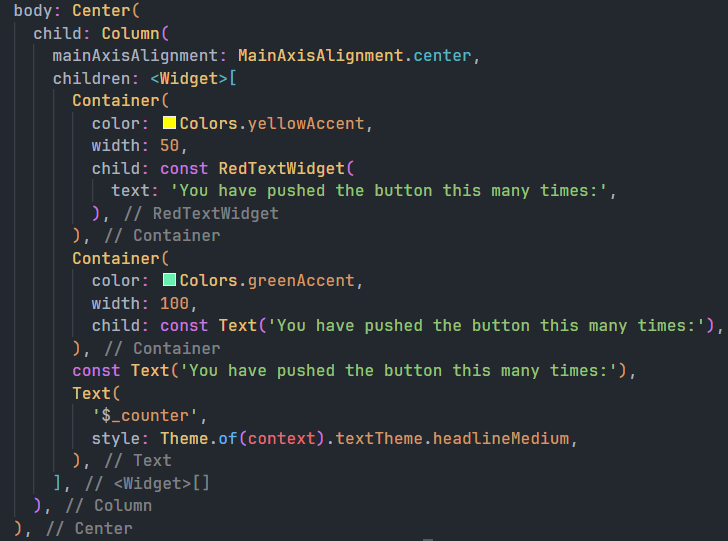 body: Center(
  child: Column(
    mainAxisAlignment: MainAxisAlignment.center,
    children: <Widget>[
      Container(
        color: Colors.yellowAccent,
        width: 50,
        child: const RedTextWidget(
          text: 'You have pushed the button this many times:',
        ), // RedTextWidget
      ), // Container
      Container(
        color: Colors.greenAccent,
        width: 100,
        child: const Text('You have pushed the button this many times:'),
      ), // Container
      const Text('You have pushed the button this many times:'),
      Text(
        '$_counter',
        style: Theme.of(context).textTheme.headlineMedium,
      ), // Text
    ], // <Widget>[]
  ), // Column
), // Center